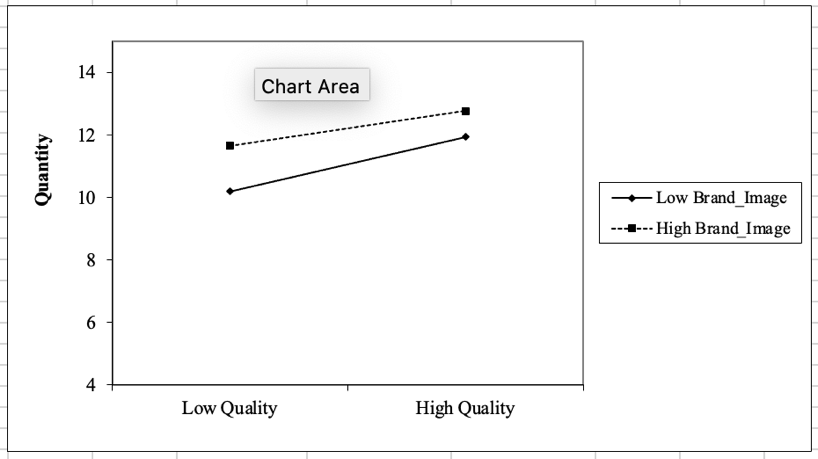 14
Chart Area
12
Quantity
10
Low Brand_Image
High Brand_Image
8
6
4
Low Quality
High Quality